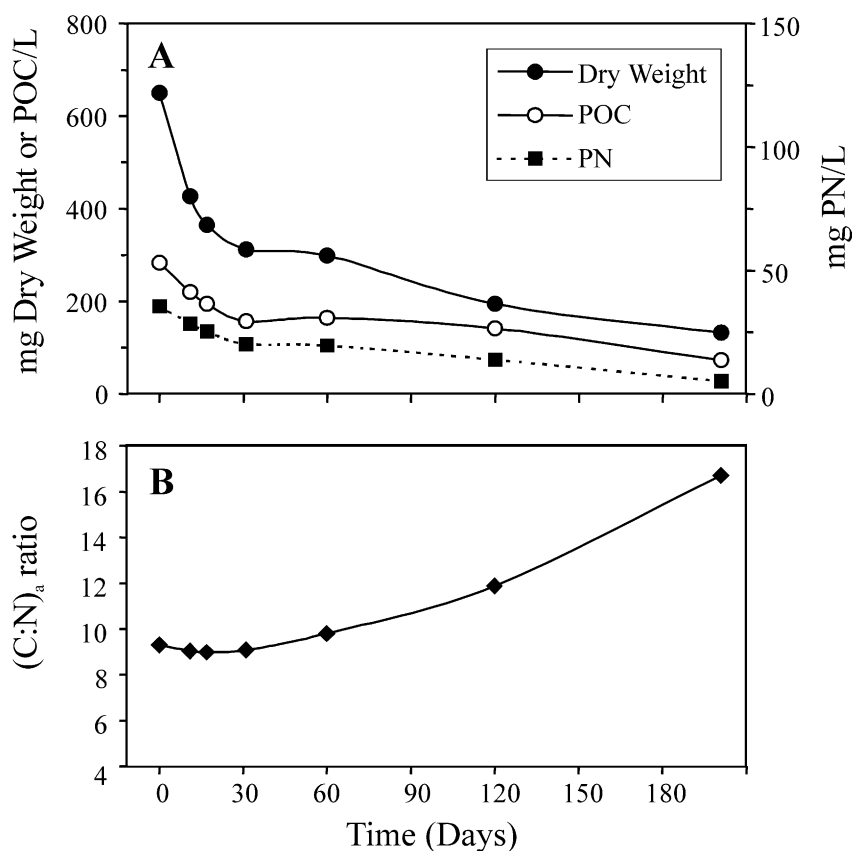 A
mg Dry Weight or POC/L
800
600
400
200
0
Dry Weight
POC
PN
150
100
50
0
mg PN/L
B
(C:N)a ratio
18
16
14
12
10
8
6
4
0 30 60 90 120 150 180
Time (Days)